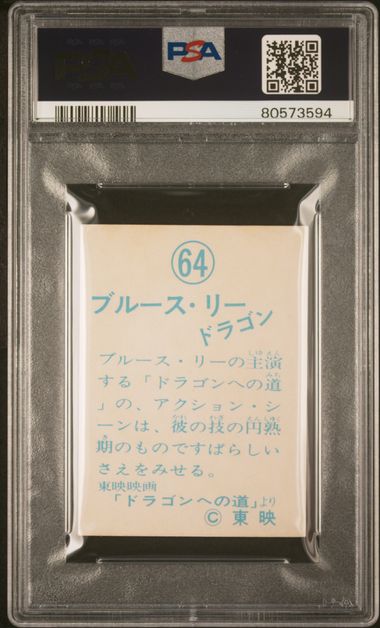 PSA
PSA
80573594
64
ブルース・リー
ドラゴン
ブルース・リーの主演
する「ドラゴンへの道
」の、アクション・シ
ーンは、彼の技の円熟
期のものですばらしい
さえをみせる。
東映映画
「ドラゴンへの道」より
© 東映